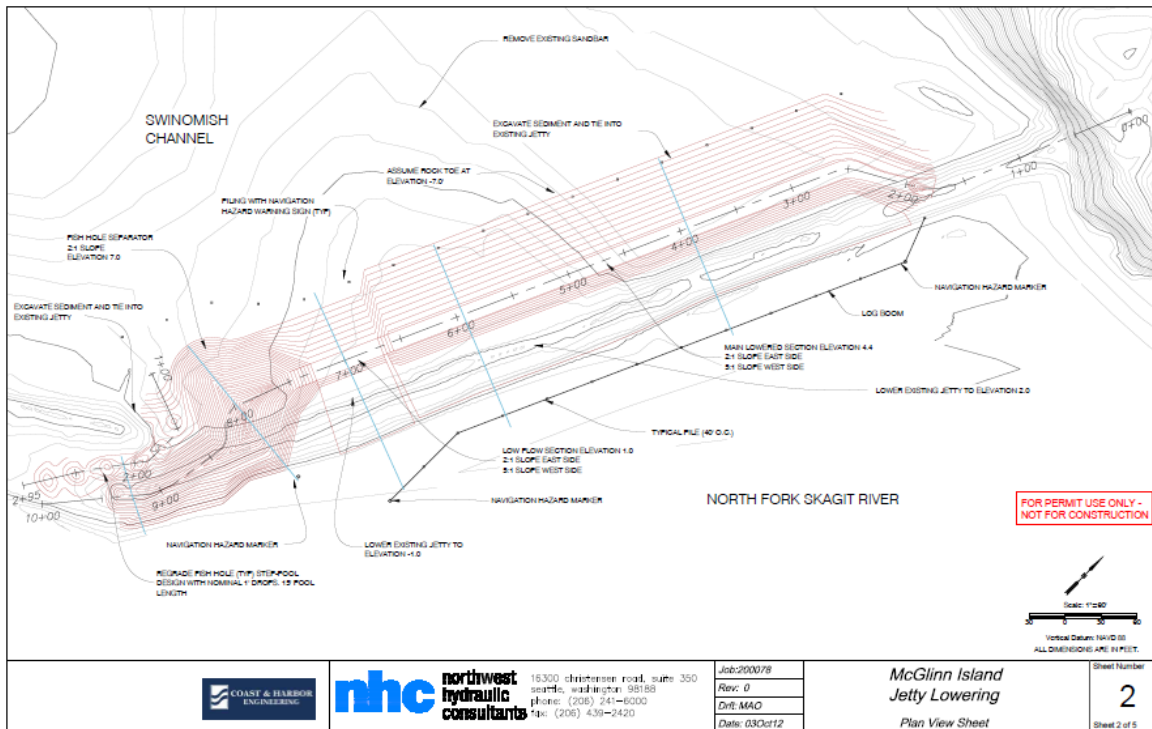 REMOVE EXISTING SANDBAR
SWINOMISH
CHANNEL
EXCAVATE SEDIMENT AND TIE INTO
EXISTING JETTY
0+00
1+00
ASSUME ROCK TOE AT
ELEVATION -7.0'
2+00
3+00
PILING WITH NAVIGATION
HAZARD WARNING SIGN (TYP)
4+00
FISH HOLE SEPARATOR
2:1 SLOPE
ELEVATION 7.0
5+00
NAVIGATION HAZARD MARKER
EXCAVATE SEDIMENT AND TIE INTO
EXISTING JETTY
LOG BOOM
6+00
MAIN LOWERED SECTION ELEVATION 4.4
2:1 SLOPE EAST SIDE
5:1 SLOPE WEST SIDE
1+00
7+00
LOWER EXISTING JETTY TO ELEVATION 2.0
8+00
TYPICAL PILE (40' O.C.)
LOW FLOW SECTION ELEVATION 1.0
2:1 SLOPE EAST SIDE
5:1 SLOPE WEST SIDE
2+00
2+95
9+00
10+00
NAVIGATION HAZARD MARKER
NORTH FORK SKAGIT RIVER
FOR PERMIT USE ONLY -
NOT FOR CONSTRUCTION
NAVIGATION HAZARD MARKER
LOWER EXISTING JETTY TO
ELEVATION -1.0
REGRADE FISH HOLE (TYP) STEP-POOL
DESIGN WITH NOMINAL 1' DROPS. 15' POOL
LENGTH
Scale: 1"=60'
30 0 30 60
Vertical Datum: NAVD 88
ALL DIMENSIONS ARE IN FEET.
COAST & HARBOR
ENGINEERING
nhc
northwest
hydraulic
consultants
16300 christensen road, suite 350
seattle, washington 98188
phone: (206) 241-6000
fax: (206) 439-2420
Job:200078
Rev: 0
Drft: MAO
Date: 03Oct12
McGlinn Island
Jetty Lowering
Plan View Sheet
Sheet Number
2
Sheet 2 of 5